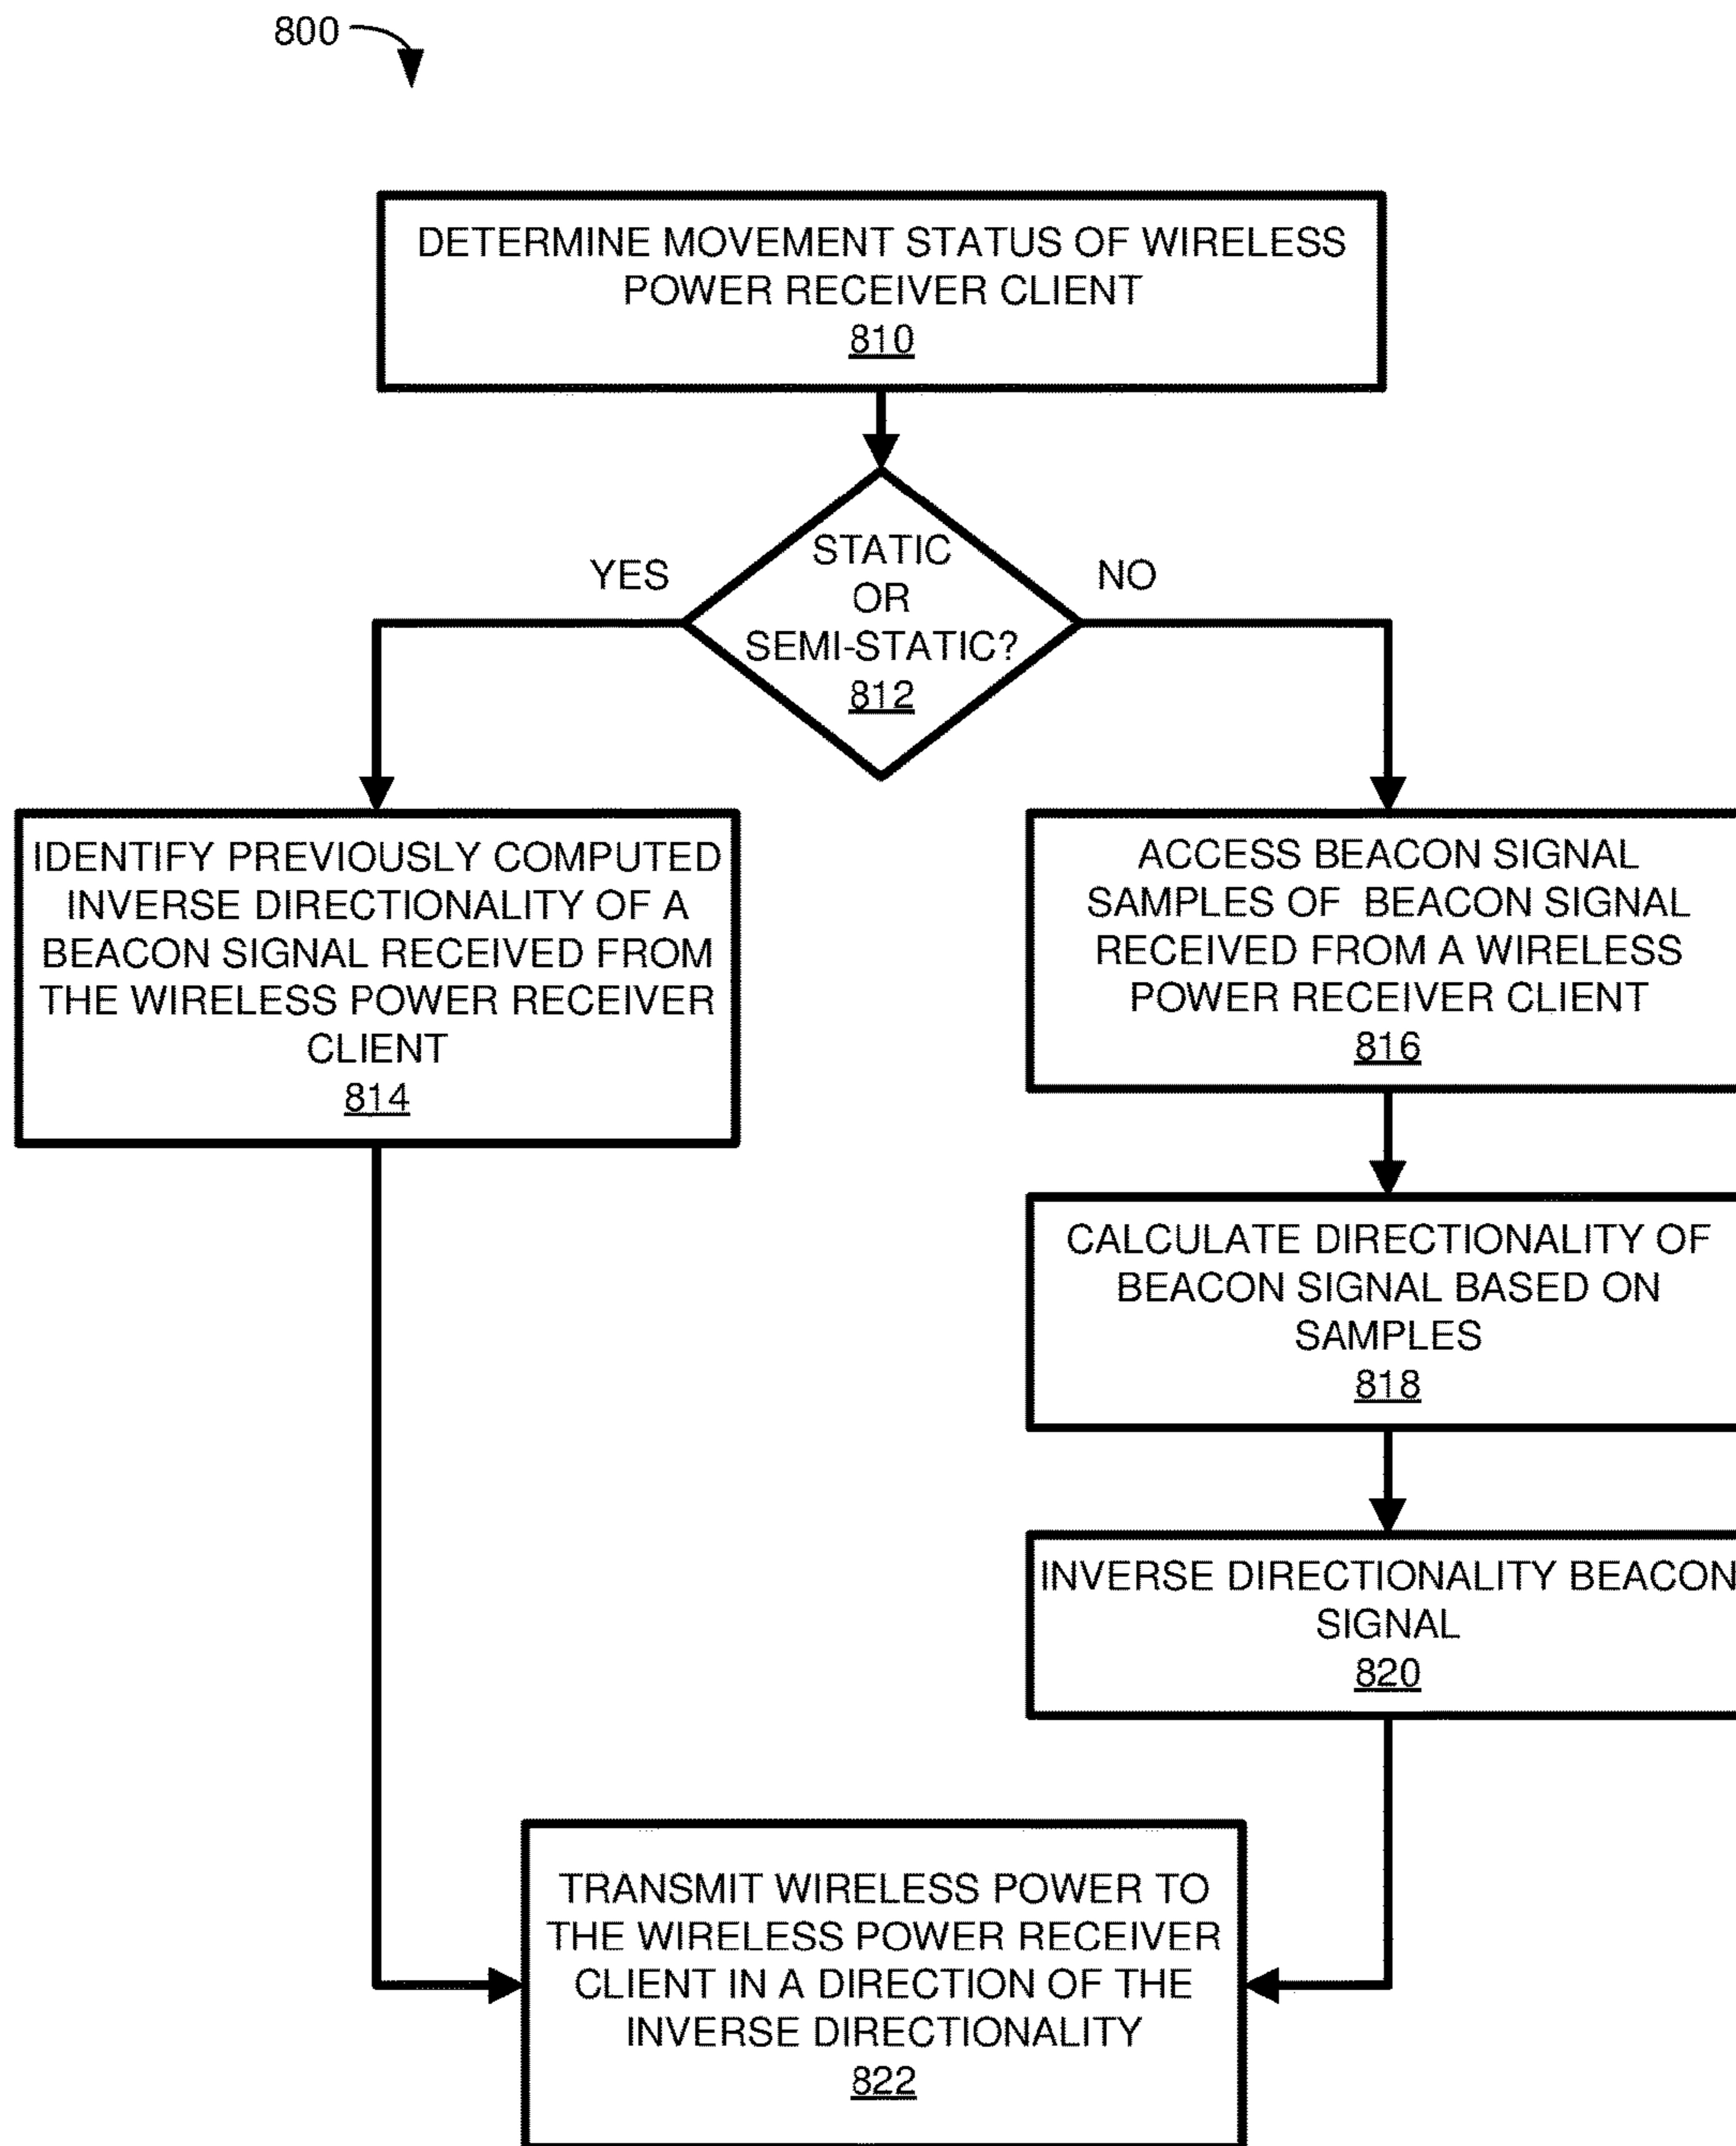 800
DETERMINE MOVEMENT STATUS OF WIRELESS
POWER RECEIVER CLIENT
810
STATIC
OR
SEMI-STATIC?
812
YES
NO
IDENTIFY PREVIOUSLY COMPUTED
INVERSE DIRECTIONALITY OF A
BEACON SIGNAL RECEIVED FROM
THE WIRELESS POWER RECEIVER
CLIENT
814
ACCESS BEACON SIGNAL
SAMPLES OF BEACON SIGNAL
RECEIVED FROM A WIRELESS
POWER RECEIVER CLIENT
816
CALCULATE DIRECTIONALITY OF
BEACON SIGNAL BASED ON
SAMPLES
818
INVERSE DIRECTIONALITY BEACON
SIGNAL
820
TRANSMIT WIRELESS POWER TO
THE WIRELESS POWER RECEIVER
CLIENT IN A DIRECTION OF THE
INVERSE DIRECTIONALITY
822